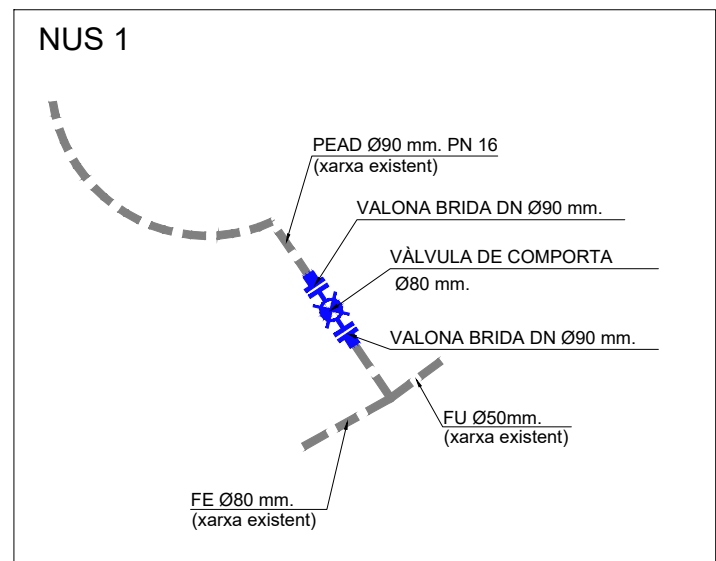 NUS 1
PEAD Ø90 mm. PN 16
(xarxa existent)
VALONA BRIDA DN Ø90 mm.
VÀLVULA DE COMPORTA
Ø80 mm.
VALONA BRIDA DN Ø90 mm.
FU Ø50mm.
(xarxa existent)
FE Ø80 mm.
(xarxa existent)